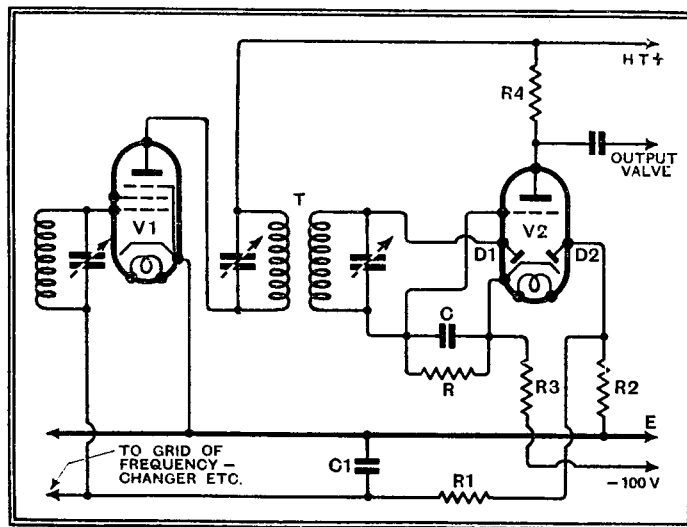 HT+
R4
OUTPUT
VALVE
T
V1
V2
D1
D2
C
R
R3
R2
E
TO GRID OF
FREQUENCY –
CHANGER ETC.
C1
R1
–100 V